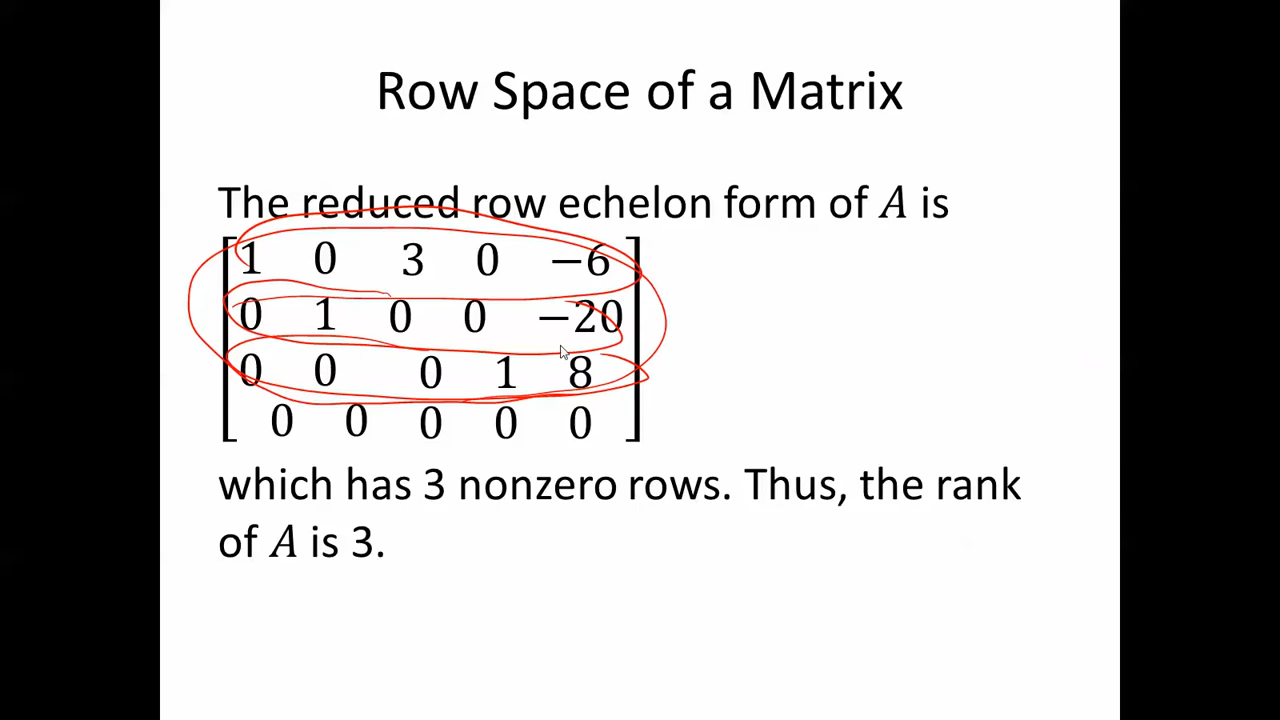 Row Space of a Matrix
The reduced row echelon form of A is
1 0 3 0 −6
0 1 0 0 −20
0 0 0 1 8
0 0 0 0 0
which has 3 nonzero rows. Thus, the rank
of A is 3.